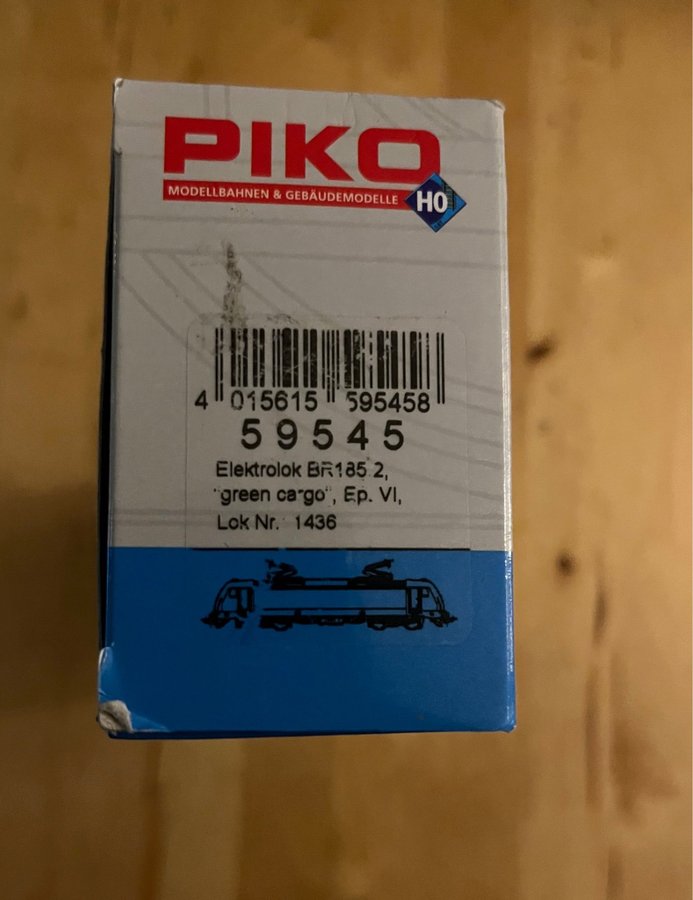 PIKO
MODELLBAHNEN & GEBÄUDEMODELLE
H0
4 015615 595458
59545
Elektrolok BR185 2,
"green cargo", Ep. VI,
Lok Nr. 1436